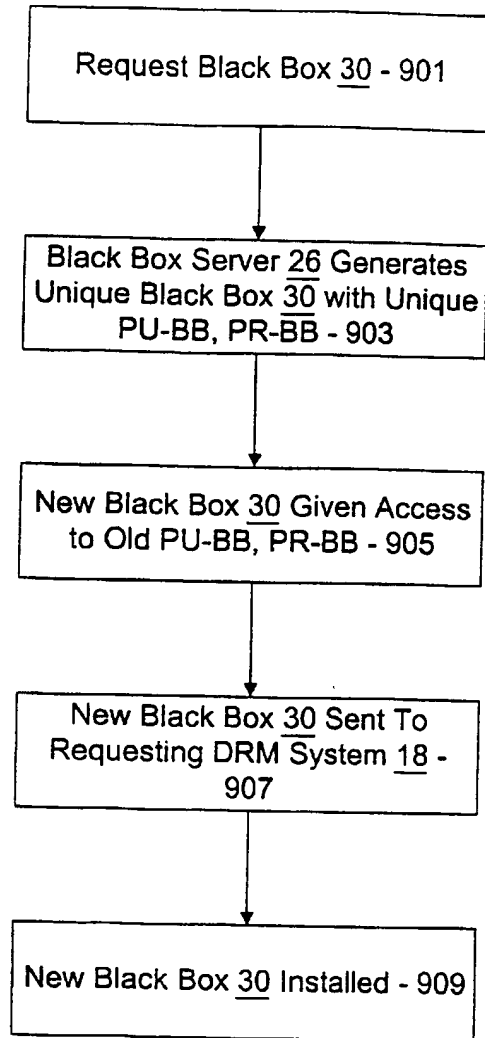 Request Black Box 30 - 901
Black Box Server 26 Generates
Unique Black Box 30 with Unique
PU-BB, PR-BB - 903
New Black Box 30 Given Access
to Old PU-BB, PR-BB - 905
New Black Box 30 Sent To
Requesting DRM System 18 -
907
New Black Box 30 Installed - 909